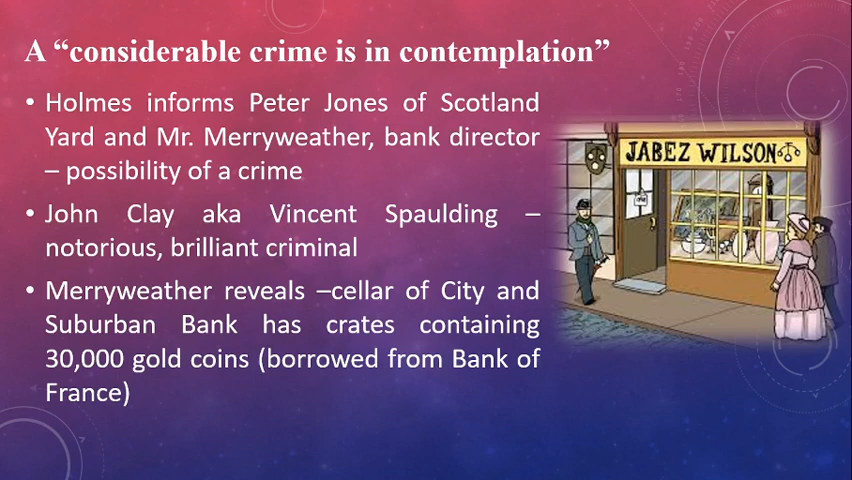 A “considerable crime is in contemplation”
• Holmes informs Peter Jones of Scotland
Yard and Mr. Merryweather, bank director
– possibility of a crime
• John Clay aka Vincent Spaulding –
notorious, brilliant criminal
• Merryweather reveals –cellar of City and
Suburban Bank has crates containing
30,000 gold coins (borrowed from Bank of
France)
JABEZ WILSON